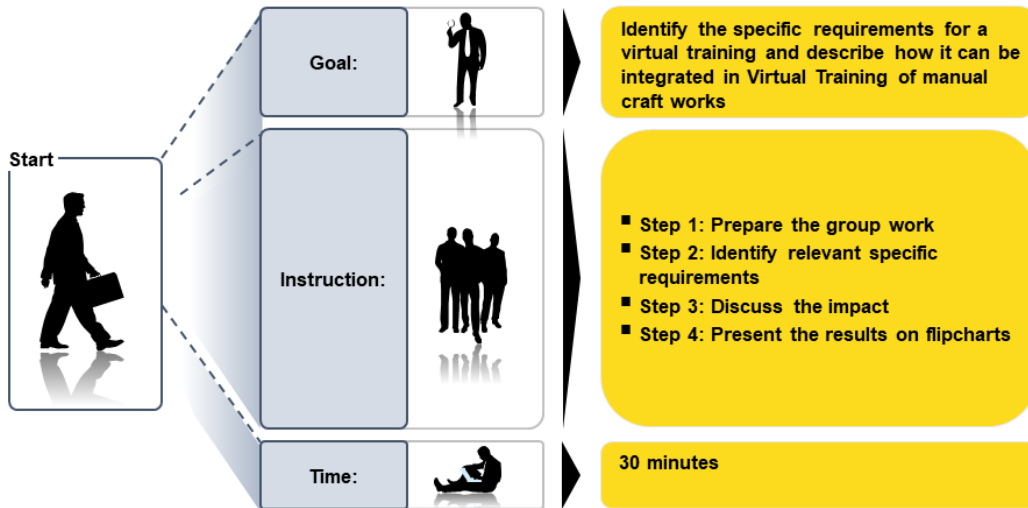 Start
Goal:
Identify the specific requirements for a
virtual training and describe how it can be
integrated in Virtual Training of manual
craft works
Instruction:
▪ Step 1: Prepare the group work
▪ Step 2: Identify relevant specific
requirements
▪ Step 3: Discuss the impact
▪ Step 4: Present the results on flipcharts
Time:
30 minutes